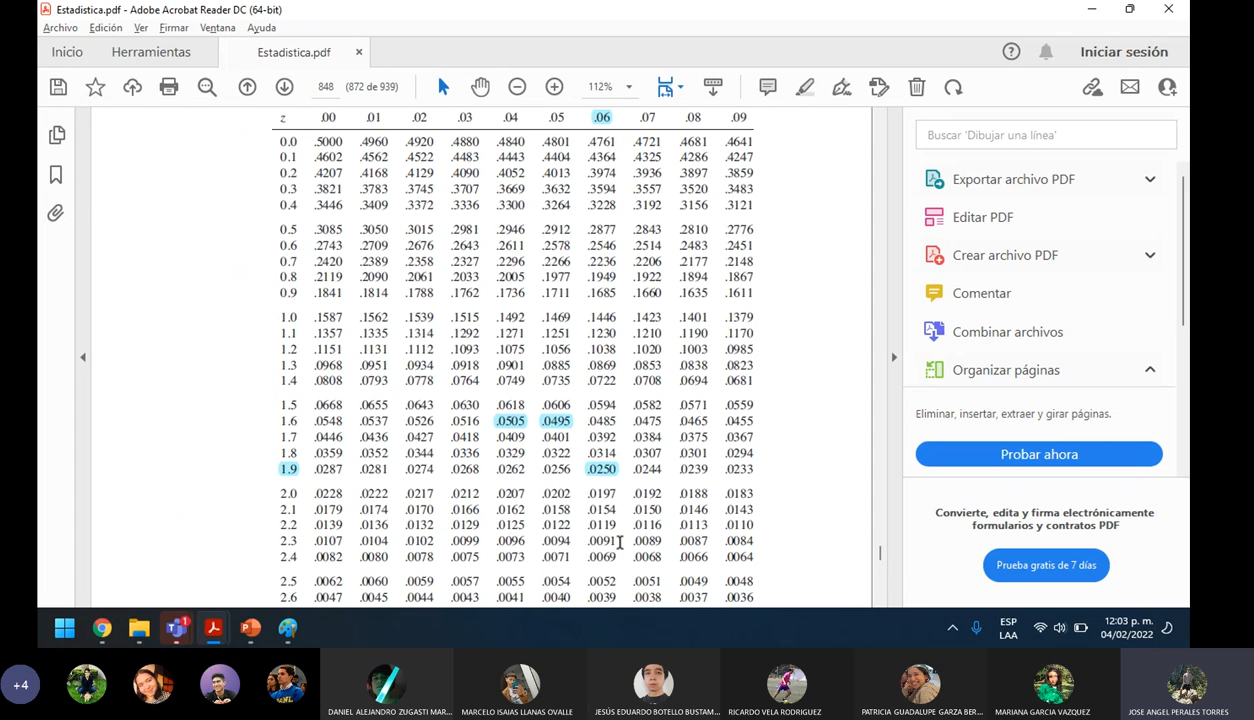 Estadistica.pdf - Adobe Acrobat Reader DC (64-bit)
Archivo Edición Ver Firmar Ventana Ayuda
Inicio Herramientas Estadistica.pdf × Iniciar sesión
848 (872 de 939) 112%
z .00 .01 .02 .03 .04 .05 .06 .07 .08 .09
0.0 .5000 .4960 .4920 .4880 .4840 .4801 .4761 .4721 .4681 .4641
0.1 .4602 .4562 .4522 .4483 .4443 .4404 .4364 .4325 .4286 .4247
0.2 .4207 .4168 .4129 .4090 .4052 .4013 .3974 .3936 .3897 .3859
0.3 .3821 .3783 .3745 .3707 .3669 .3632 .3594 .3557 .3520 .3483
0.4 .3446 .3409 .3372 .3336 .3300 .3264 .3228 .3192 .3156 .3121
0.5 .3085 .3050 .3015 .2981 .2946 .2912 .2877 .2843 .2810 .2776
0.6 .2743 .2709 .2676 .2643 .2611 .2578 .2546 .2514 .2483 .2451
0.7 .2420 .2389 .2358 .2327 .2296 .2266 .2236 .2206 .2177 .2148
0.8 .2119 .2090 .2061 .2033 .2005 .1977 .1949 .1922 .1894 .1867
0.9 .1841 .1814 .1788 .1762 .1736 .1711 .1685 .1660 .1635 .1611
1.0 .1587 .1562 .1539 .1515 .1492 .1469 .1446 .1423 .1401 .1379
1.1 .1357 .1335 .1314 .1292 .1271 .1251 .1230 .1210 .1190 .1170
1.2 .1151 .1131 .1112 .1093 .1075 .1056 .1038 .1020 .1003 .0985
1.3 .0968 .0951 .0934 .0918 .0901 .0885 .0869 .0853 .0838 .0823
1.4 .0808 .0793 .0778 .0764 .0749 .0735 .0722 .0708 .0694 .0681
1.5 .0668 .0655 .0643 .0630 .0618 .0606 .0594 .0582 .0571 .0559
1.6 .0548 .0537 .0526 .0516 .0505 .0495 .0485 .0475 .0465 .0455
1.7 .0446 .0436 .0427 .0418 .0409 .0401 .0392 .0384 .0375 .0367
1.8 .0359 .0352 .0344 .0336 .0329 .0322 .0314 .0307 .0301 .0294
1.9 .0287 .0281 .0274 .0268 .0262 .0256 .0250 .0244 .0239 .0233
2.0 .0228 .0222 .0217 .0212 .0207 .0202 .0197 .0192 .0188 .0183
2.1 .0179 .0174 .0170 .0166 .0162 .0158 .0154 .0150 .0146 .0143
2.2 .0139 .0136 .0132 .0129 .0125 .0122 .0119 .0116 .0113 .0110
2.3 .0107 .0104 .0102 .0099 .0096 .0094 .0091 .0089 .0087 .0084
2.4 .0082 .0080 .0078 .0075 .0073 .0071 .0069 .0068 .0066 .0064
2.5 .0062 .0060 .0059 .0057 .0055 .0054 .0052 .0051 .0049 .0048
2.6 .0047 .0045 .0044 .0043 .0041 .0040 .0039 .0038 .0037 .0036
Buscar 'Dibujar una línea'
Exportar archivo PDF
Editar PDF
Crear archivo PDF
Comentar
Combinar archivos
Organizar páginas
Eliminar, insertar, extraer y girar páginas.
Probar ahora
Convierte, edita y firma electrónicamente
formularios y contratos PDF
Prueba gratis de 7 días
1
ESP
LAA
12:03 p. m.
04/02/2022
+4
DANIEL ALEJANDRO ZUGASTI MAR...
MARCELO ISAIAS LLANAS OVALLE
JESÚS EDUARDO BOTELLO BUSTAM...
RICARDO VELA RODRIGUEZ
PATRICIA GUADALUPE GARZA BER...
MARIANA GARCIA VAZQUEZ
JOSE ANGEL PERALES TORRES